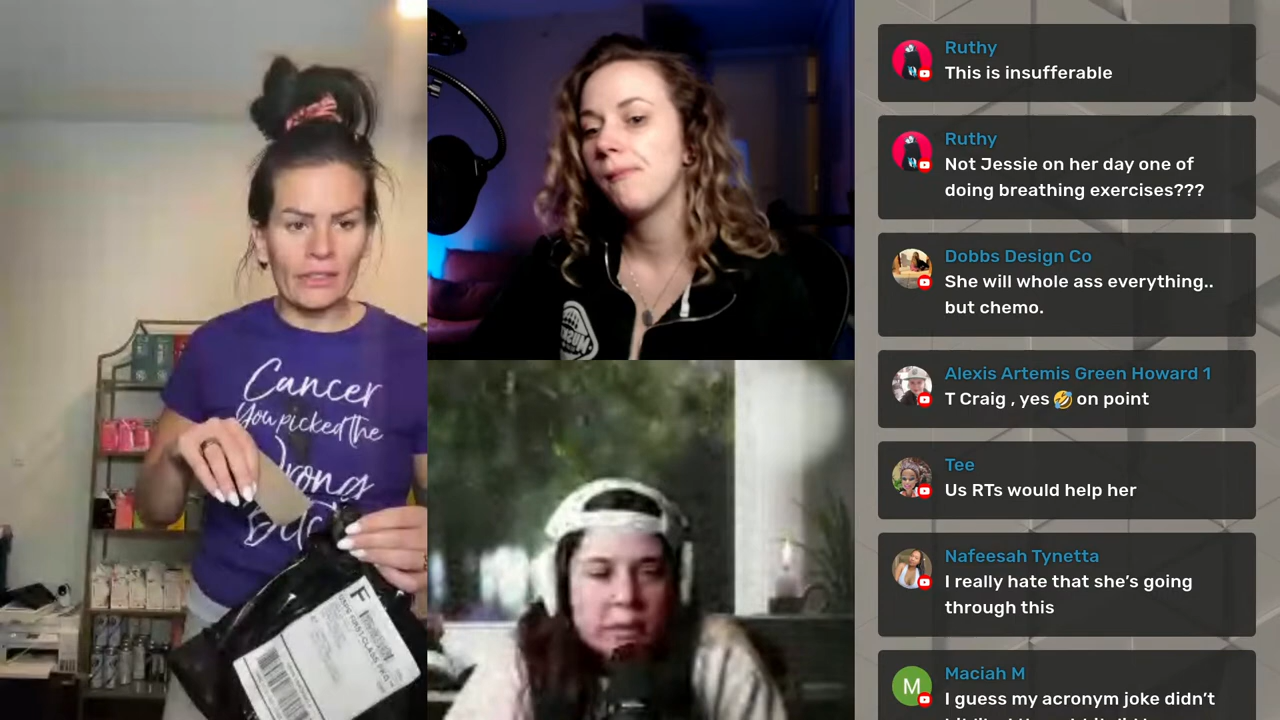 Cancer
You picked the
Wrong
F
Ruthy
This is insufferable
Ruthy
Not Jessie on her day one of
doing breathing exercises???
Dobbs Design Co
She will whole ass everything..
but chemo.
Alexis Artemis Green Howard 1
T Craig , yes 🤣 on point
Tee
Us RTs would help her
Nafeesah Tynetta
I really hate that she's going
through this
M
Maciah M
I guess my acronym joke didn't